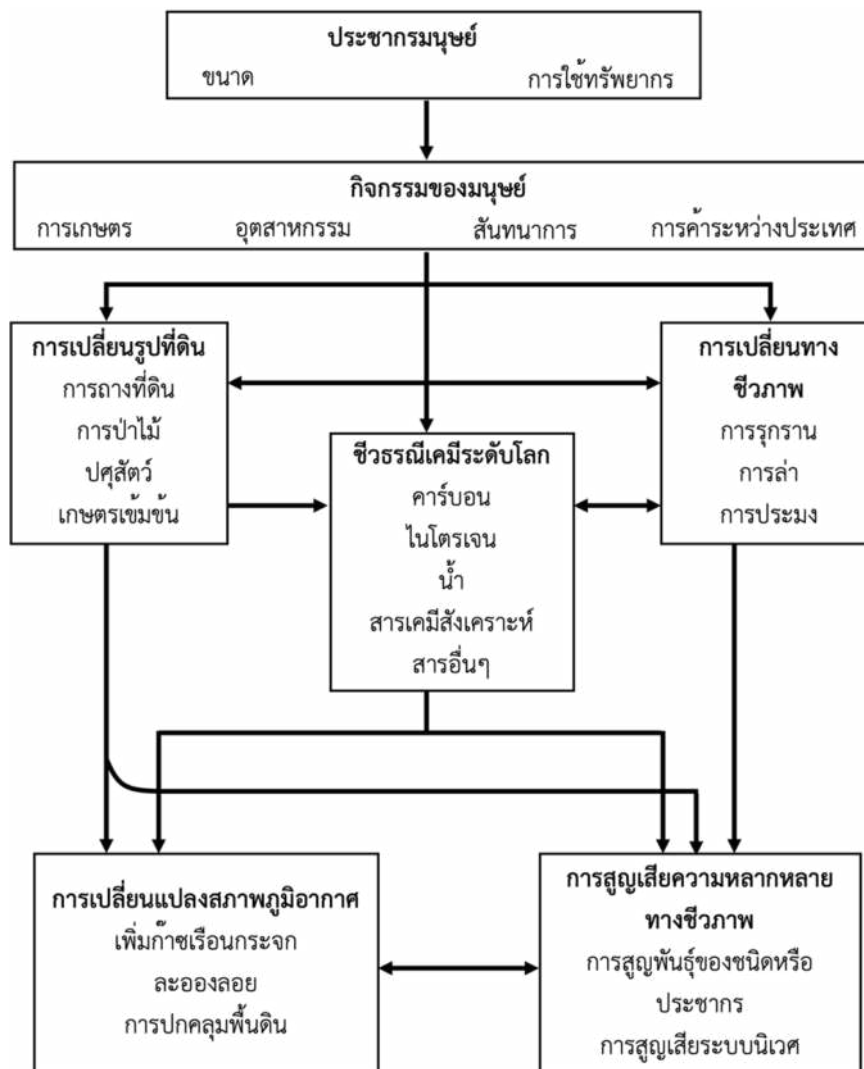 ประชากรมนุษย์
ขนาด การใช้ทรัพยากร
กิจกรรมของมนุษย์
การเกษตร อุตสาหกรรม สันทนาการ การค้าระหว่างประเทศ
การเปลี่ยนรูปที่ดิน
การถางที่ดิน
การป่าไม้
ปศุสัตว์
เกษตรเข้มข้น
การเปลี่ยนทาง
ชีวภาพ
การรุกราน
การล่า
การประมง
ชีวธรณีเคมีระดับโลก
คาร์บอน
ไนโตรเจน
น้ำ
สารเคมีสังเคราะห์
สารอื่นๆ
การเปลี่ยนแปลงสภาพภูมิอากาศ
เพิ่มก๊าซเรือนกระจก
ละอองลอย
การปกคลุมพื้นดิน
การสูญเสียความหลากหลาย
ทางชีวภาพ
การสูญพันธุ์ของชนิดหรือ
ประชากร
การสูญเสียระบบนิเวศ